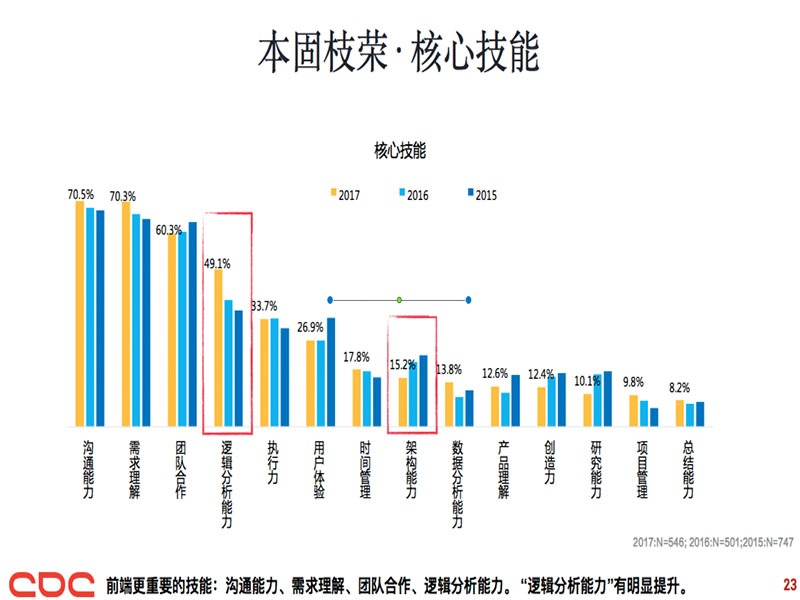 本固枝荣·核心技能
核心技能
2017 2016 2015
70.5%
70.3%
60.3%
49.1%
33.7%
26.9%
17.8%
15.2%
13.8%
12.6%
12.4%
10.1%
9.8%
8.2%
沟通能力
需求理解
团队合作
逻辑分析能力
执行力
用户体验
时间管理
架构能力
数据分析能力
产品理解
创造力
研究能力
项目管理
总结能力
2017:N=546; 2016:N=501;2015:N=747
CDC 前端更重要的技能：沟通能力、需求理解、团队合作、逻辑分析能力。“逻辑分析能力”有明显提升。 23